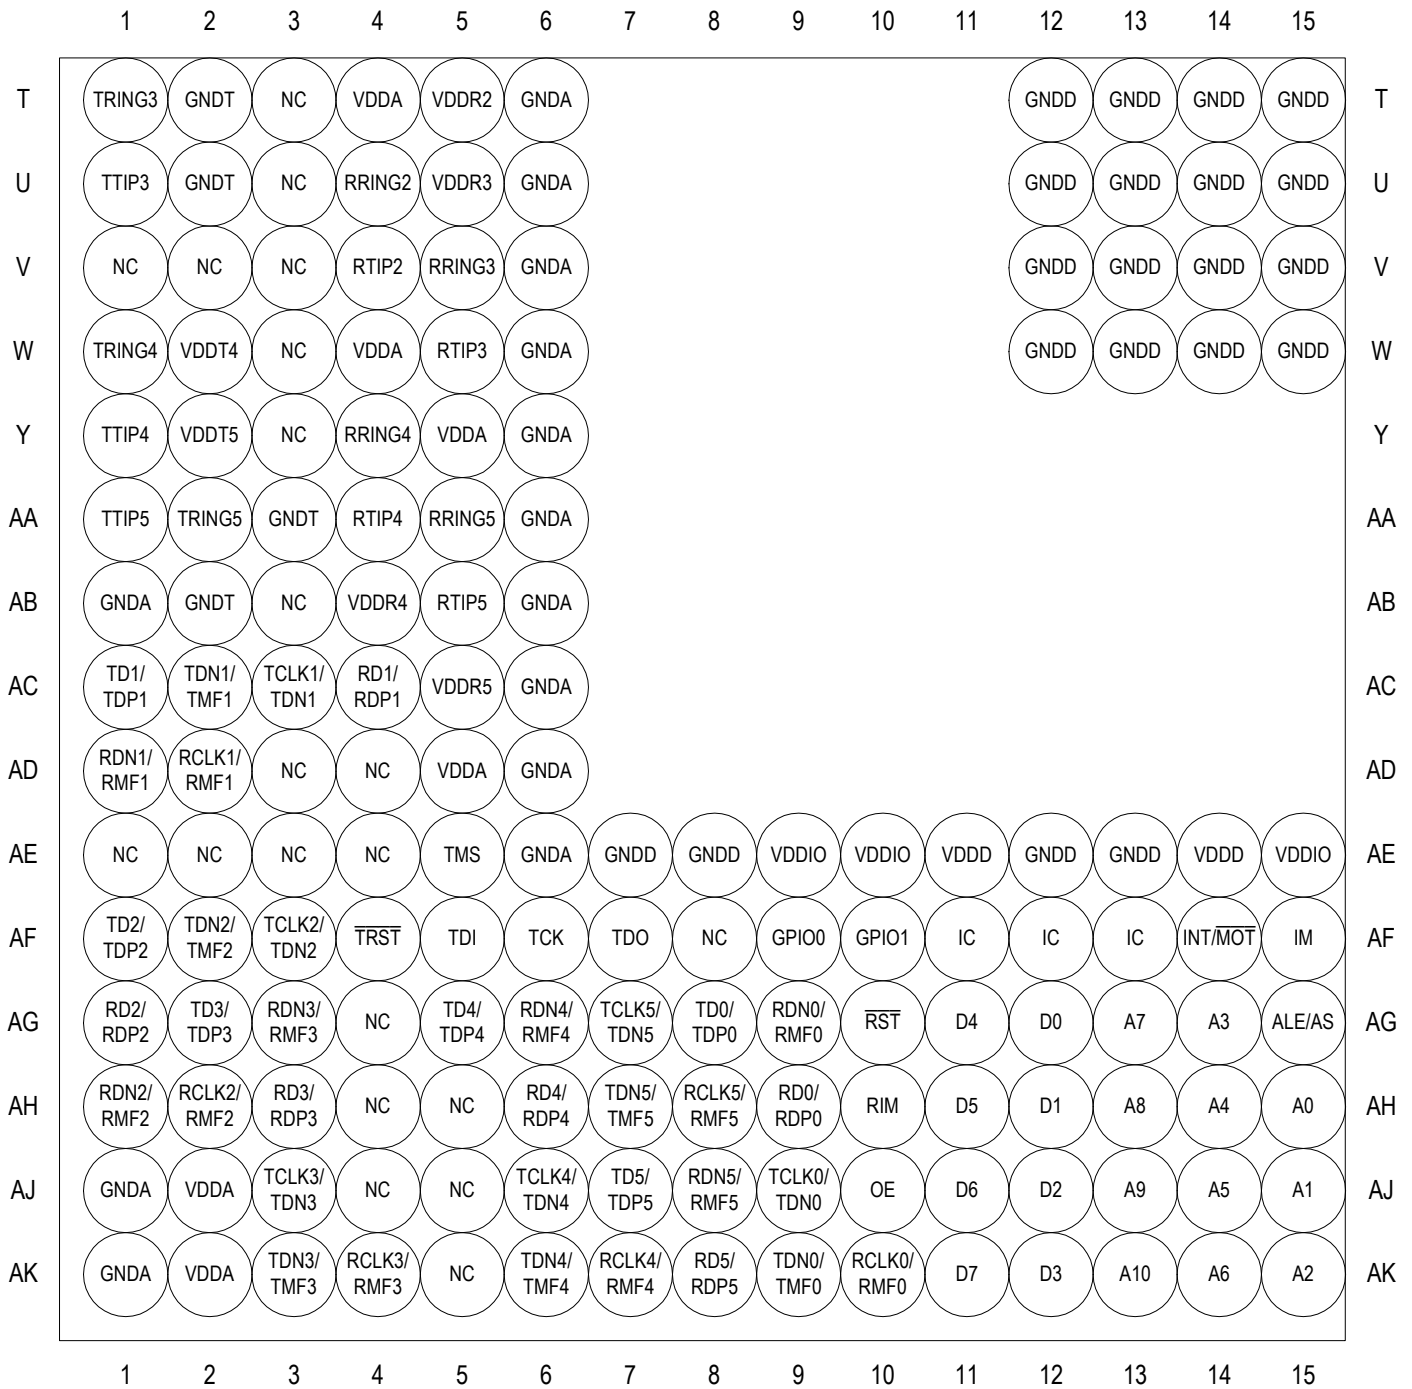 1 2 3 4 5 6 7 8 9 10 11 12 13 14 15
T TRING3 GNDT NC VDDA VDDR2 GNDA GNDD GNDD GNDD GNDD T
U TTIP3 GNDT NC RRING2 VDDR3 GNDA GNDD GNDD GNDD GNDD U
V NC NC NC RTIP2 RRING3 GNDA GNDD GNDD GNDD GNDD V
W TRING4 VDDT4 NC VDDA RTIP3 GNDA GNDD GNDD GNDD GNDD W
Y TTIP4 VDDT5 NC RRING4 VDDA GNDA Y
AA TTIP5 TRING5 GNDT RTIP4 RRING5 GNDA AA
AB GNDA GNDT NC VDDR4 RTIP5 GNDA AB
AC TD1/TDP1 TDN1/TMF1 TCLK1/TDN1 RD1/RDP1 VDDR5 GNDA AC
AD RDN1/RMF1 RCLK1/RMF1 NC NC VDDA GNDA AD
AE NC NC NC NC TMS GNDA GNDD GNDD VDDIO VDDIO VDDD GNDD GNDD VDDD VDDIO AE
AF TD2/TDP2 TDN2/TMF2 TCLK2/TDN2 TRST TDI TCK TDO NC GPIO0 GPIO1 IC IC IC INT/MOT IM AF
AG RD2/RDP2 TD3/TDP3 RDN3/RMF3 NC TD4/TDP4 RDN4/RMF4 TCLK5/TDN5 TD0/TDP0 RDN0/RMF0 RST D4 D0 A7 A3 ALE/AS AG
AH RDN2/RMF2 RCLK2/RMF2 RD3/RDP3 NC NC RD4/RDP4 TDN5/TMF5 RCLK5/RMF5 RD0/RDP0 RIM D5 D1 A8 A4 A0 AH
AJ GNDA VDDA TCLK3/TDN3 NC NC TCLK4/TDN4 TD5/TDP5 RDN5/RMF5 TCLK0/TDN0 OE D6 D2 A9 A5 A1 AJ
AK GNDA VDDA TDN3/TMF3 RCLK3/RMF3 NC TDN4/TMF4 RCLK4/RMF4 RD5/RDP5 TDN0/TMF0 RCLK0/RMF0 D7 D3 A10 A6 A2 AK
1 2 3 4 5 6 7 8 9 10 11 12 13 14 15